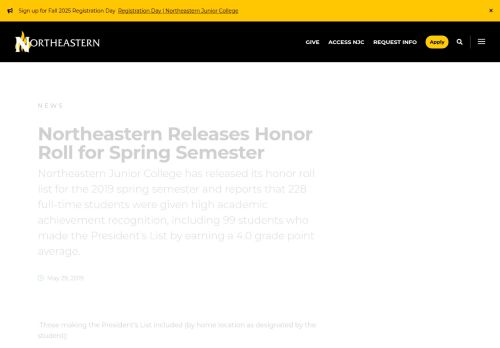 Sign up for Fall 2025 Registration Day Registration Day | Northeastern Junior College ×
NORTHEASTERN GIVE ACCESS NJC REQUEST INFO Apply
NEWS
Northeastern Releases Honor
Roll for Spring Semester
Northeastern Junior College has released its honor roll
list for the 2019 spring semester and reports that 228
full-time students were given high academic
achievement recognition, including 99 students who
made the President's List by earning a 4.0 grade point
average.
May 29, 2019
Those making the President's List included (by home location as designated by the
student):